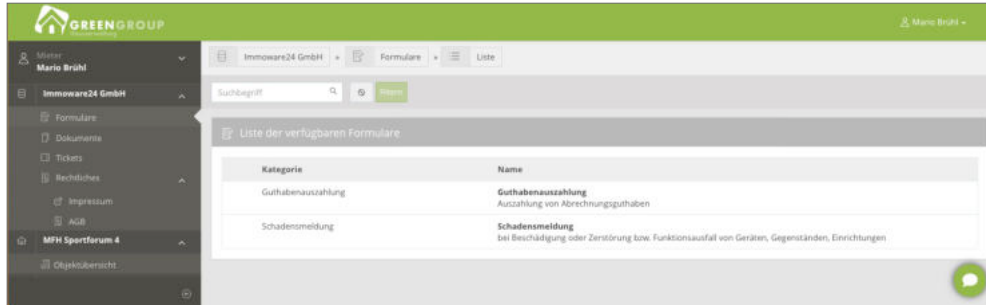 GREENGROUP
Hausverwaltung
Mario Brühl
Mieter
Mario Brühl
Immoware24 GmbH
Formulare
Dokumente
Tickets
Rechtliches
Impressum
AGB
MFH Sportforum 4
Objektübersicht
Immoware24 GmbH » Formulare » Liste
Suchbegriff
Filtern
Liste der verfügbaren Formulare
Kategorie Name
Guthabenauszahlung Guthabenauszahlung
Auszahlung von Abrechnungsguthaben
Schadensmeldung Schadensmeldung
bei Beschädigung oder Zerstörung bzw. Funktionsausfall von Geräten, Gegenständen, Einrichtungen